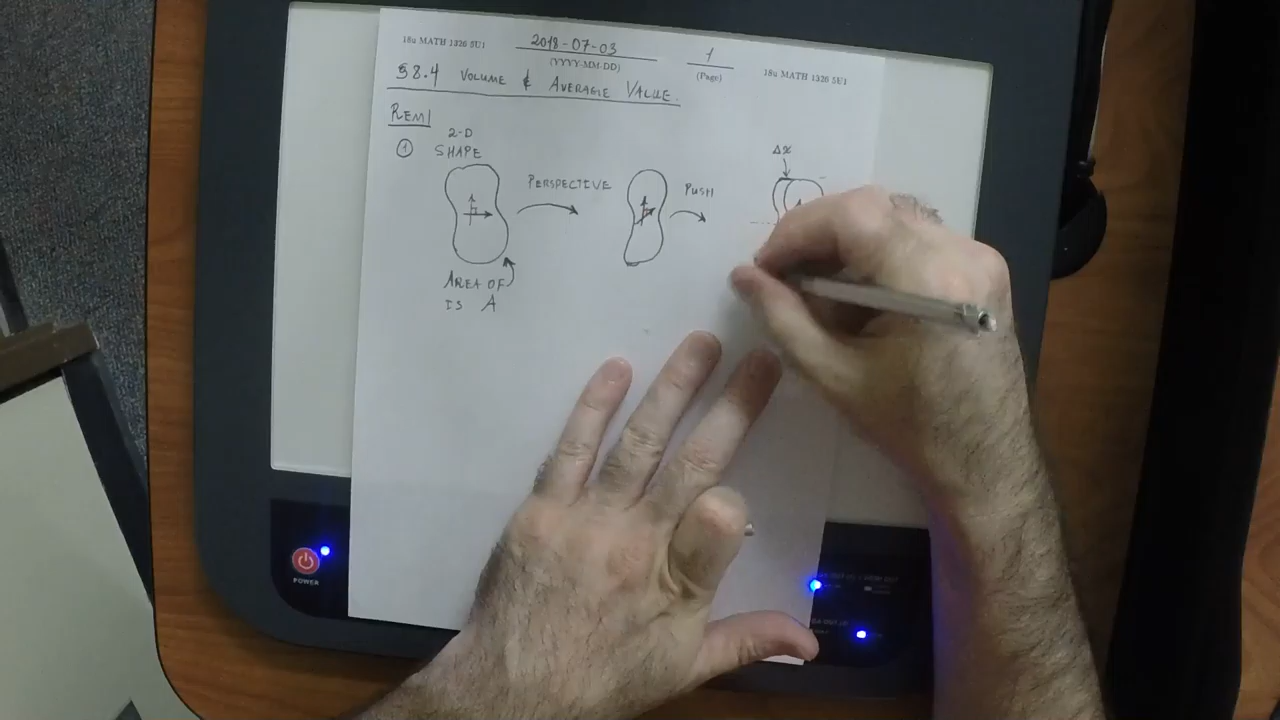 18u MATH 1326 5U1
2018-07-03
1
(YYYY-MM-DD)
(Page)
18u MATH 1326 5U1
§8.4 VOLUME & AVERAGE VALUE.
REM|
① 2-D
SHAPE
PERSPECTIVE
PUSH
Δx
AREA OF
IS A
POWER